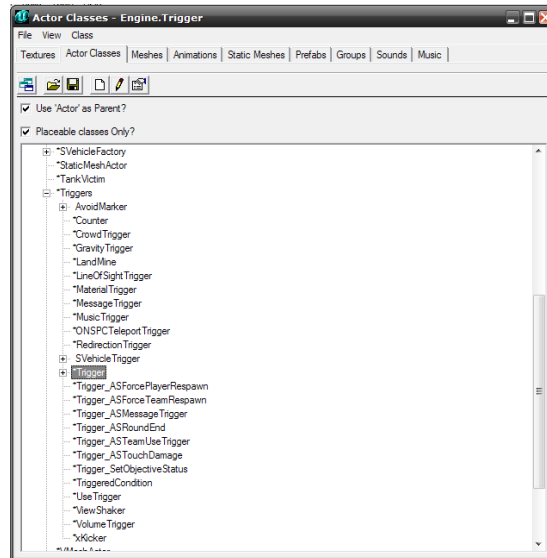 Actor Classes - Engine.Trigger
File View Class
Textures Actor Classes Meshes Animations Static Meshes Prefabs Groups Sounds Music
Use 'Actor' as Parent?
Placeable classes Only?
*SVehicleFactory
*StaticMeshActor
*TankVictim
*Triggers
AvoidMarker
*Counter
*CrowdTrigger
*GravityTrigger
*LandMine
*LineOfSightTrigger
*MaterialTrigger
*MessageTrigger
*MusicTrigger
*ONSPCTeleportTrigger
*RedirectionTrigger
SVehicleTrigger
*Trigger
*Trigger_ASForcePlayerRespawn
*Trigger_ASForceTeamRespawn
*Trigger_ASMessageTrigger
*Trigger_ASRoundEnd
*Trigger_ASTeamUseTrigger
*Trigger_ASTouchDamage
*Trigger_SetObjectiveStatus
*TriggeredCondition
*UseTrigger
*ViewShaker
*VolumeTrigger
*xKicker
*VMeshActor